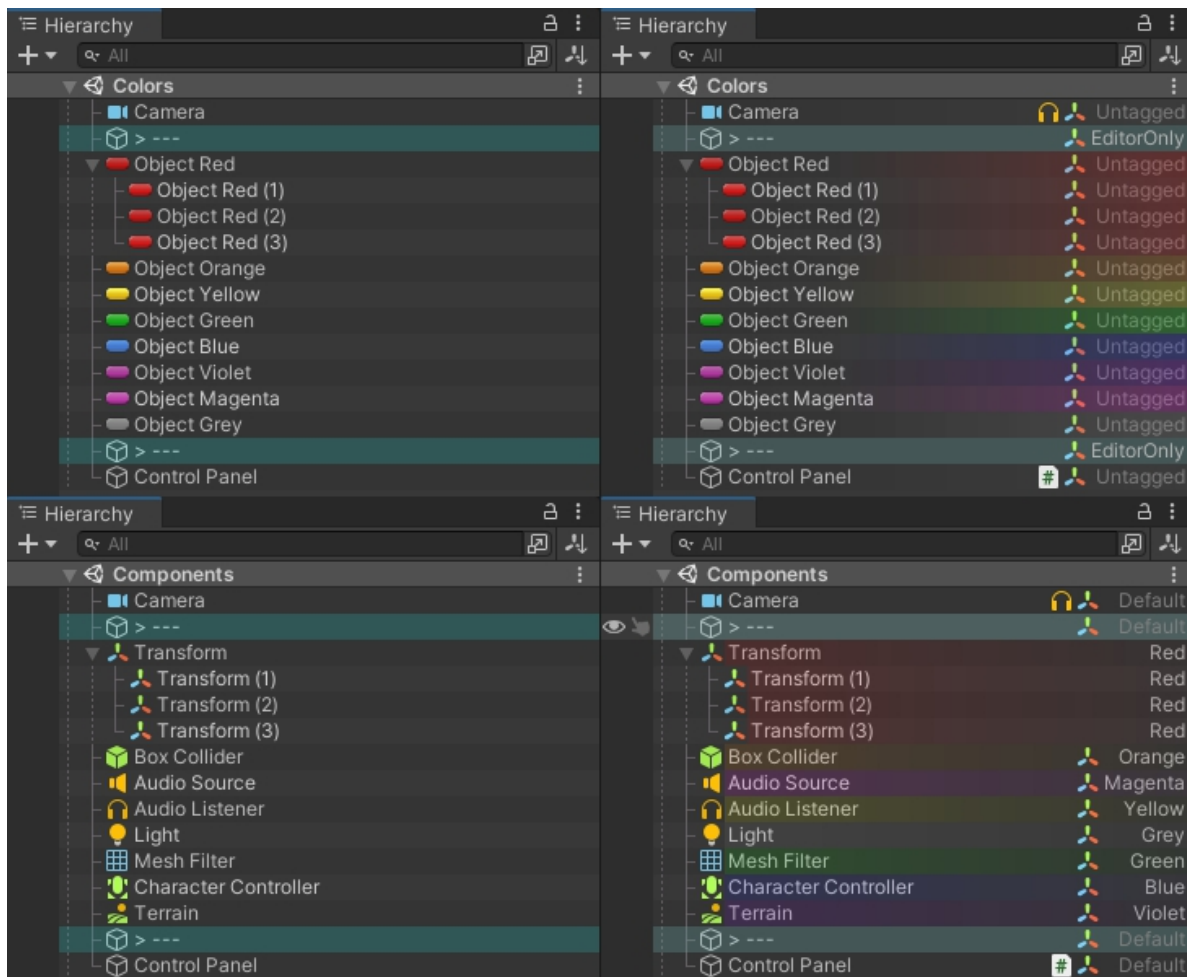 Hierarchy
All
Colors
Camera
> ---
Object Red
Object Red (1)
Object Red (2)
Object Red (3)
Object Orange
Object Yellow
Object Green
Object Blue
Object Violet
Object Magenta
Object Grey
> ---
Control Panel
Hierarchy
All
Colors
Camera Untagged
> --- EditorOnly
Object Red Untagged
Object Red (1) Untagged
Object Red (2) Untagged
Object Red (3) Untagged
Object Orange Untagged
Object Yellow Untagged
Object Green Untagged
Object Blue Untagged
Object Violet Untagged
Object Magenta Untagged
Object Grey Untagged
> --- EditorOnly
Control Panel # Untagged
Hierarchy
All
Components
Camera
> ---
Transform
Transform (1)
Transform (2)
Transform (3)
Box Collider
Audio Source
Audio Listener
Light
Mesh Filter
Character Controller
Terrain
> ---
Control Panel
Hierarchy
All
Components
Camera Default
> --- Default
Transform Red
Transform (1) Red
Transform (2) Red
Transform (3) Red
Box Collider Orange
Audio Source Magenta
Audio Listener Yellow
Light Grey
Mesh Filter Green
Character Controller Blue
Terrain Violet
> --- Default
Control Panel # Default